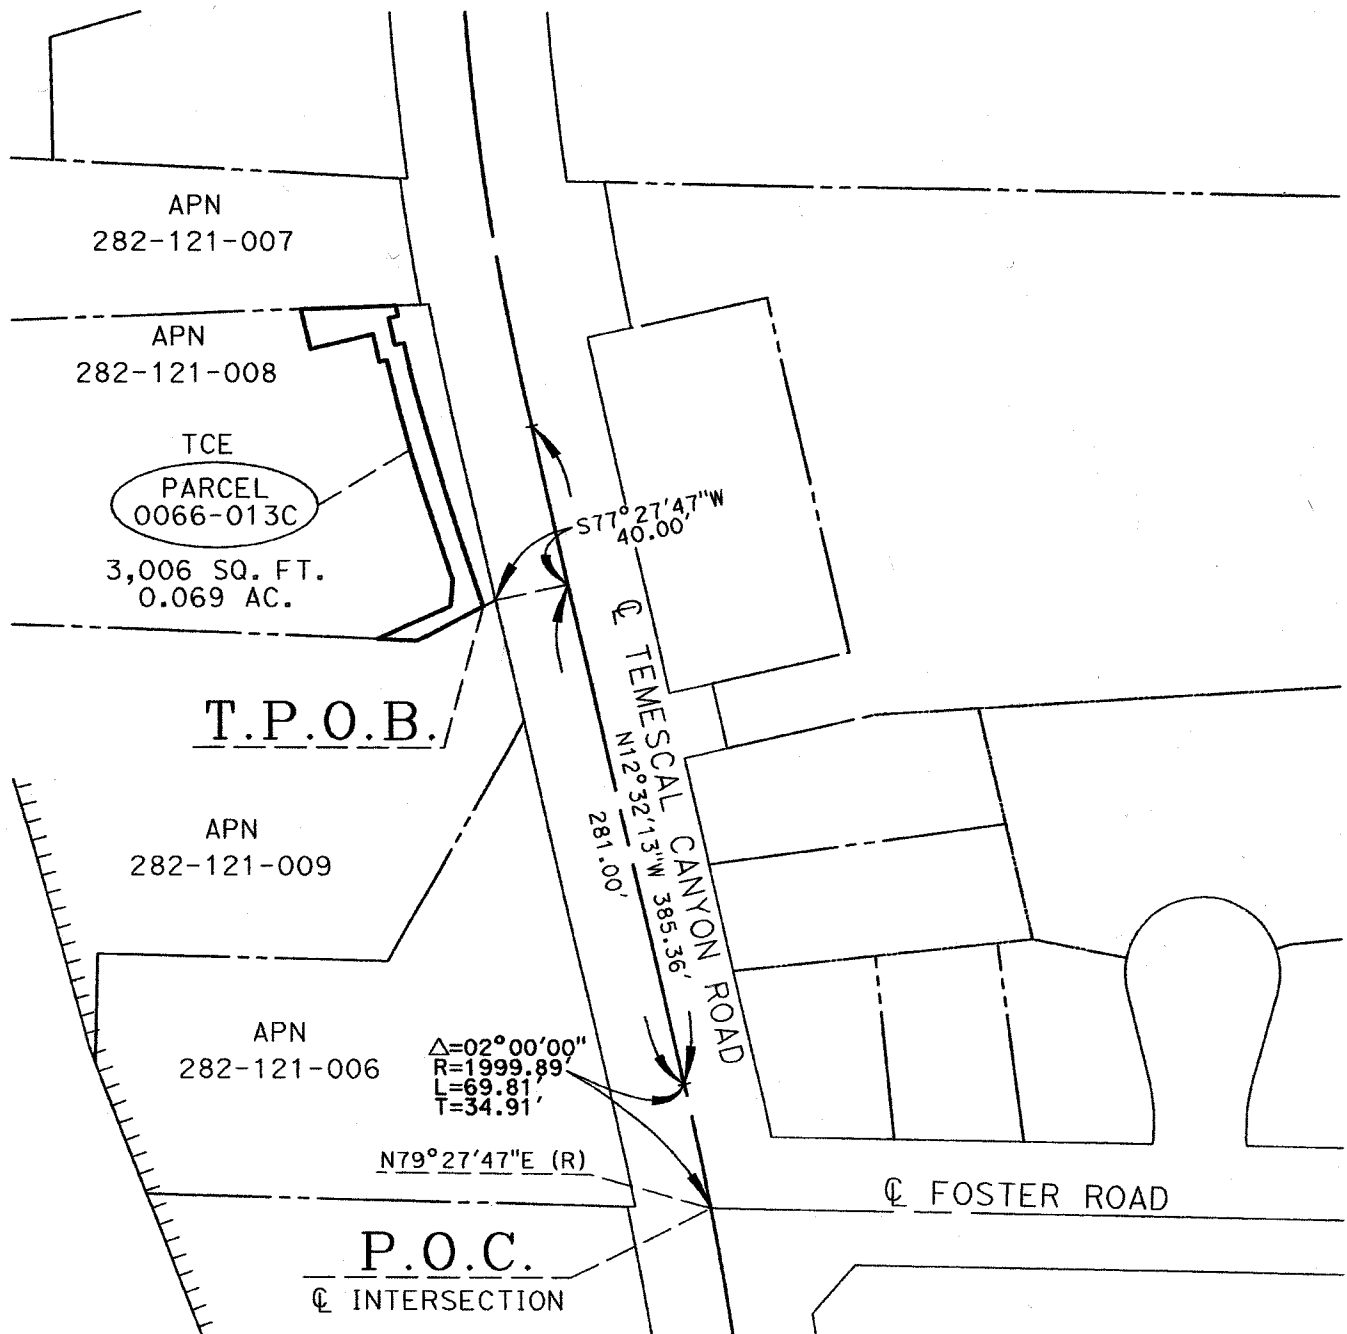 APN
282-121-007
APN
282-121-008
TCE
PARCEL
0066-013C
3,006 SQ. FT.
0.069 AC.
S77°27'47"W
40.00'
T.P.O.B.
℄ TEMESCAL CANYON ROAD
N12°32'13"W 385.36'
281.00'
APN
282-121-009
APN
282-121-006
△=02°00'00"
R=1999.89'
L=69.81'
T=34.91'
N79°27'47"E (R)
℄ FOSTER ROAD
P.O.C.
℄ INTERSECTION